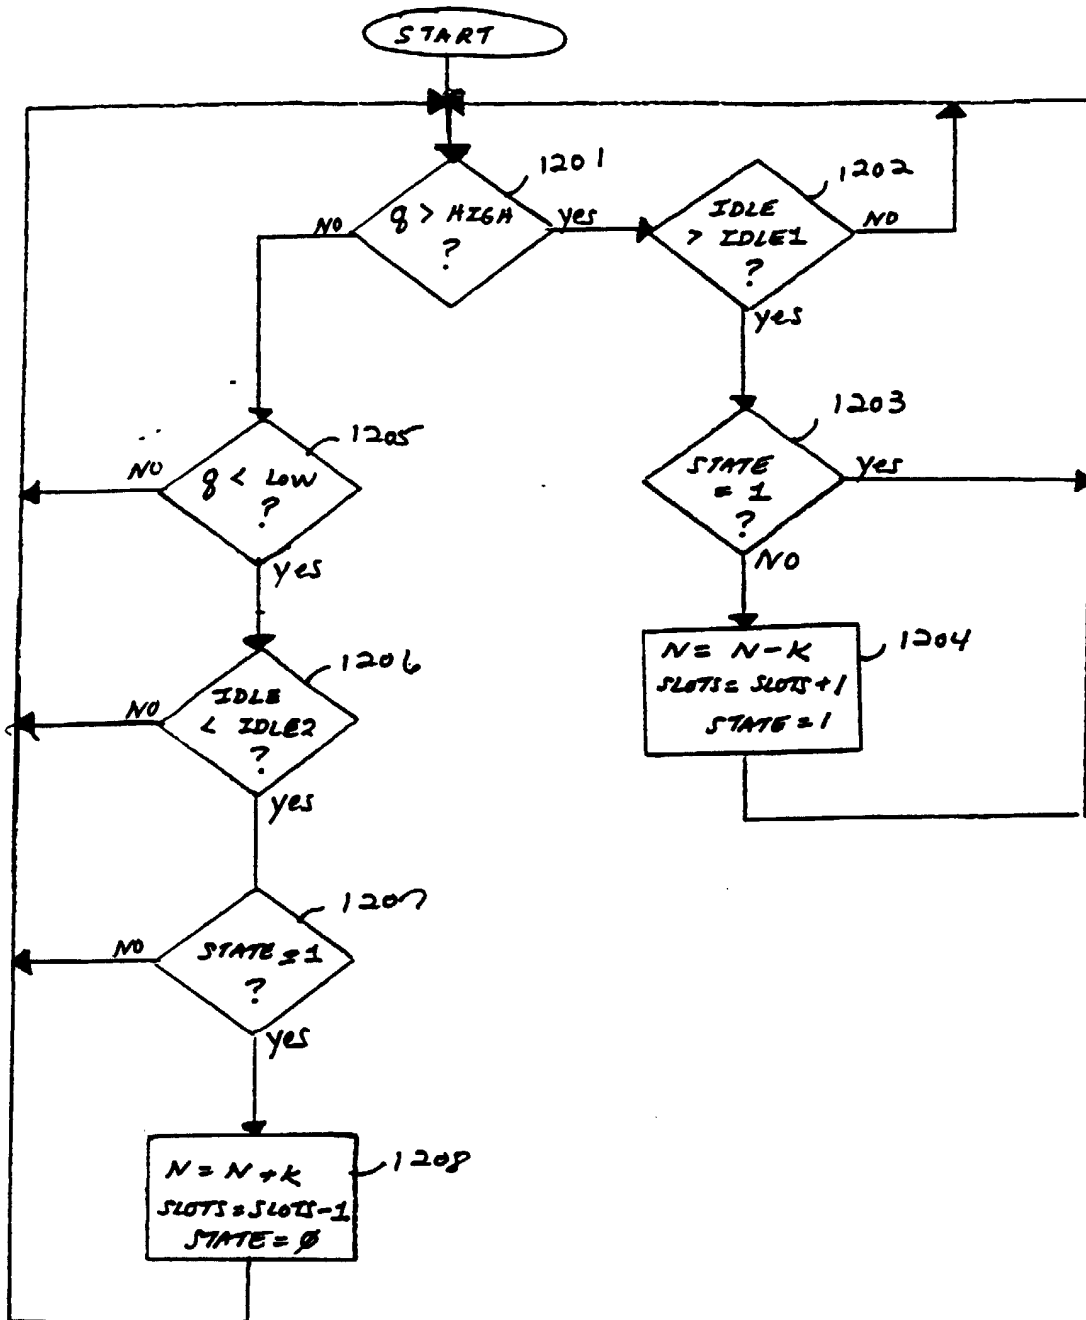 START
1201
q > HIGH
?
NO
yes
1202
IDLE
> IDLE1
?
NO
yes
1203
STATE
= 1
?
yes
NO
N = N-K
SLOTS = SLOTS+1
STATE = 1
1204
1205
q < LOW
?
NO
yes
1206
IDLE
< IDLE2
?
NO
yes
1207
STATE = 1
?
NO
yes
N = N+K
SLOTS = SLOTS-1
STATE = Ø
1208